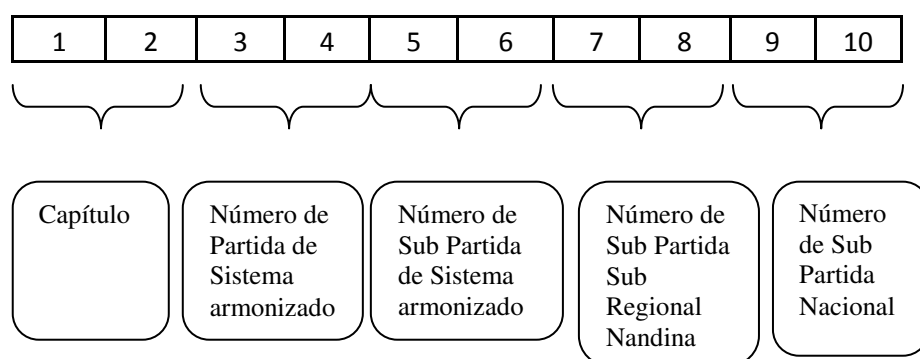 1 2 3 4 5 6 7 8 9 10
Capítulo
Número de
Partida de
Sistema
armonizado
Número de
Sub Partida
de Sistema
armonizado
Número de
Sub Partida
Sub
Regional
Nandina
Número
de Sub
Partida
Nacional